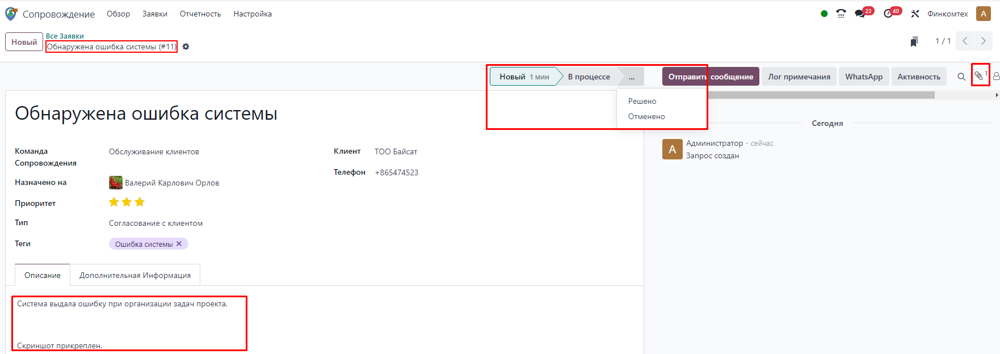 Сопровождение Обзор Заявки Отчетность Настройка 23 40 Финкомтех A
Новый Все Заявки
Обнаружена ошибка системы (#11) 1 / 1
Новый 1 мин В процессе ... Отправить сообщение Лог примечания WhatsApp Активность 1
Решено
Отменено
Обнаружена ошибка системы
Команда Сопровождения Обслуживание клиентов
Назначено на Валерий Карлович Орлов
Приоритет
Тип Согласование с клиентом
Теги Ошибка системы ✕
Клиент ТОО Байсат
Телефон +865474523
Описание Дополнительная Информация
Система выдала ошибку при организации задач проекта.
Скриншот прикреплен.
Сегодня
A Администратор - сейчас
Запрос создан